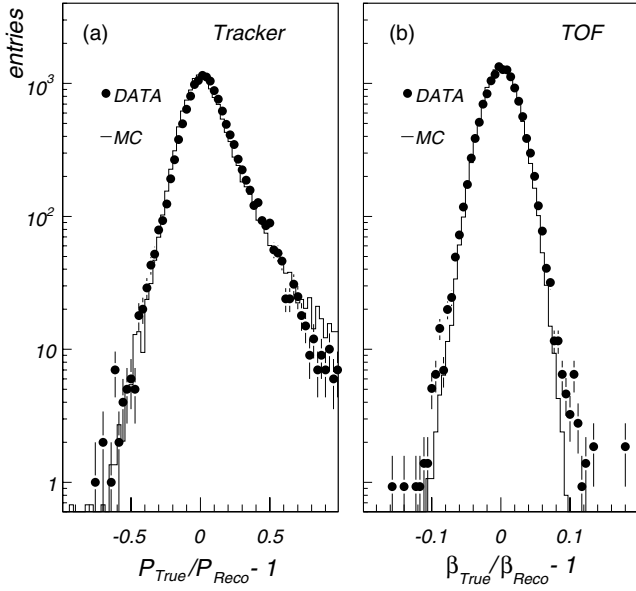 entries
(a) Tracker
DATA
–MC
10³
10²
10
1
-0.5 0 0.5
P_True/P_Reco - 1
(b) TOF
DATA
–MC
-0.1 0 0.1
β_True/β_Reco - 1